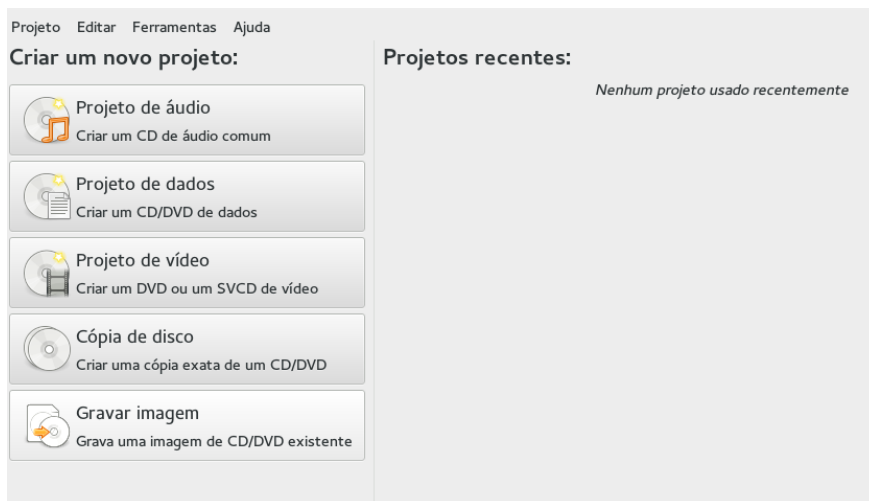 Projeto Editar Ferramentas Ajuda
Criar um novo projeto:
Projeto de áudio
Criar um CD de áudio comum
Projeto de dados
Criar um CD/DVD de dados
Projeto de vídeo
Criar um DVD ou um SVCD de vídeo
Cópia de disco
Criar uma cópia exata de um CD/DVD
Gravar imagem
Grava uma imagem de CD/DVD existente
Projetos recentes:
Nenhum projeto usado recentemente